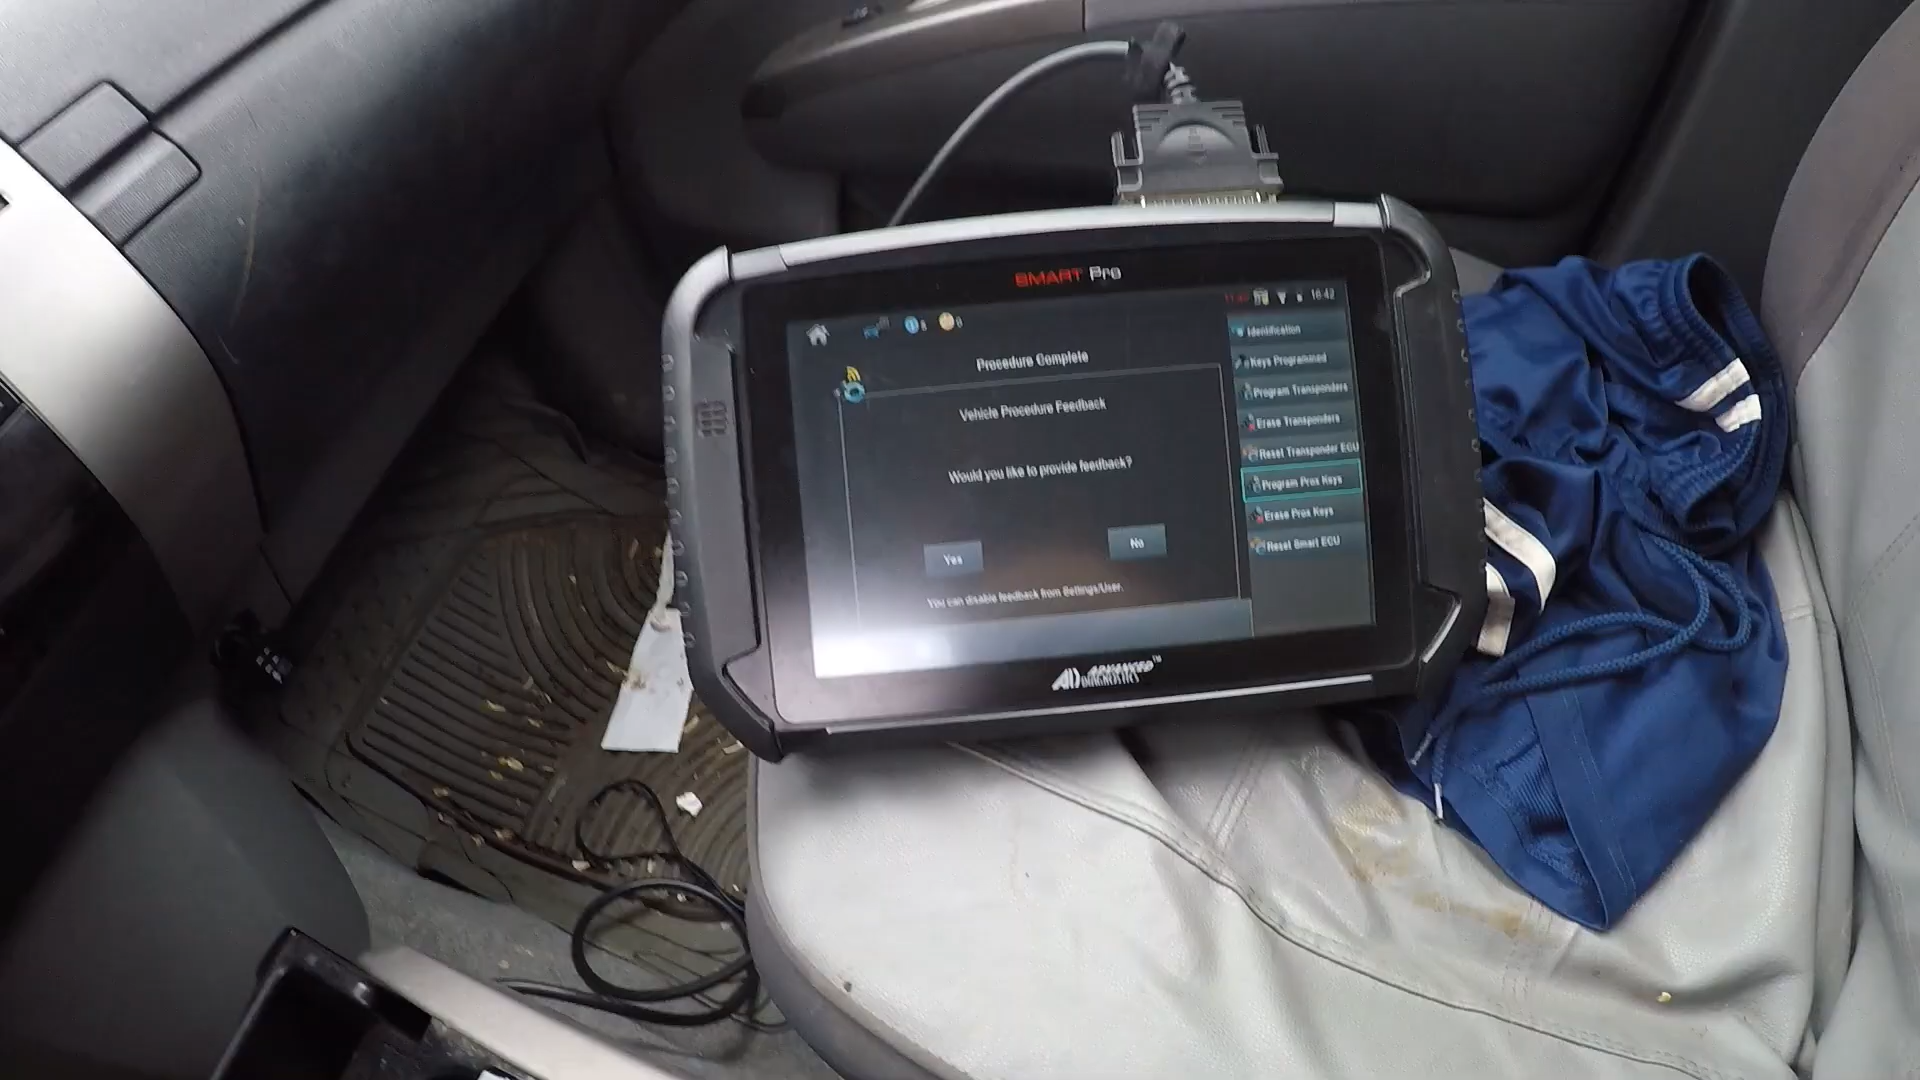 SMART Pro
16:42
Procedure Complete
Vehicle Procedure Feedback
Would you like to provide feedback?
Yes
No
You can disable feedback from Settings/User.
Identification
Keys Programmed
Program Transponders
Erase Transponders
Reset Transponder ECU
Program Prox Keys
Erase Prox Keys
Reset Smart ECU
AD ADVANCED DIAGNOSTICS™